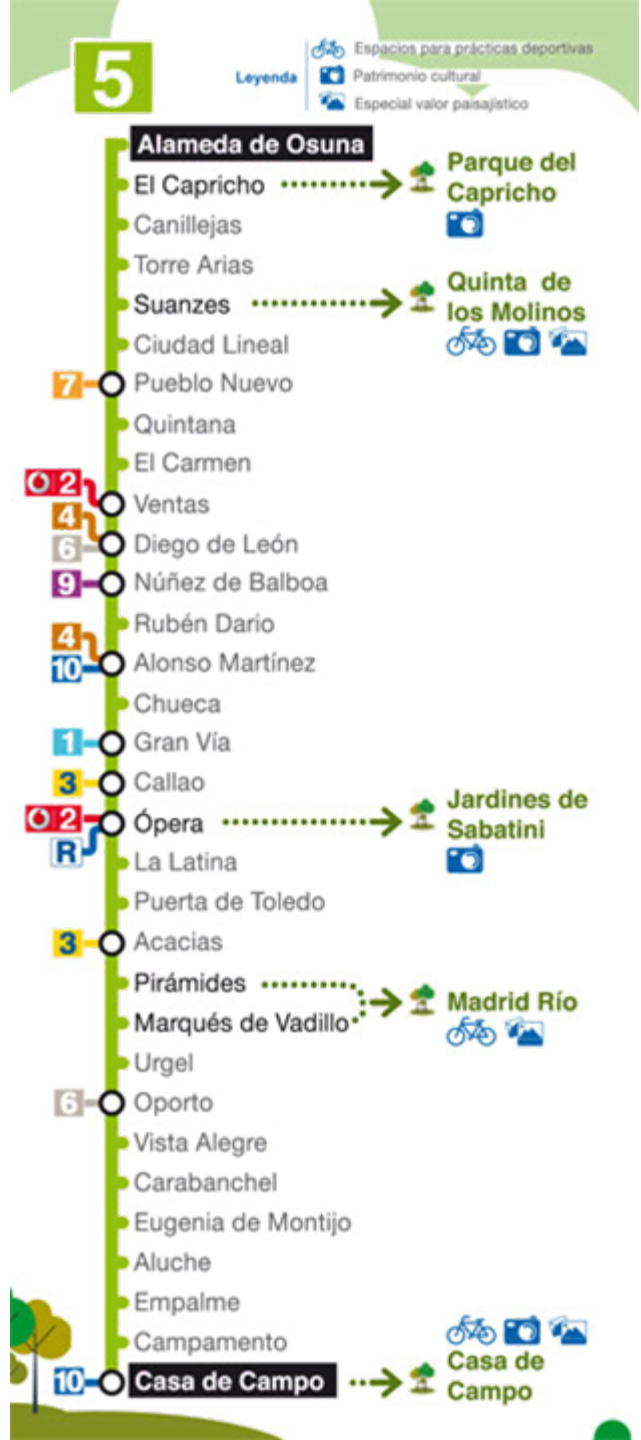 5
Leyenda
Espacios para prácticas deportivas
Patrimonio cultural
Especial valor paisajístico
Alameda de Osuna
El Capricho
Parque del
Capricho
Canillejas
Torre Arias
Suanzes
Quinta de
los Molinos
Ciudad Lineal
7 Pueblo Nuevo
Quintana
El Carmen
2 Ventas
4
6 Diego de León
9 Núñez de Balboa
Rubén Dario
4
10 Alonso Martínez
Chueca
1 Gran Vía
3 Callao
2 Ópera
R
Jardines de
Sabatini
La Latina
Puerta de Toledo
3 Acacias
Pirámides
Marqués de Vadillo
Madrid Río
Urgel
6 Oporto
Vista Alegre
Carabanchel
Eugenia de Montijo
Aluche
Empalme
Campamento
10 Casa de Campo
Casa de
Campo